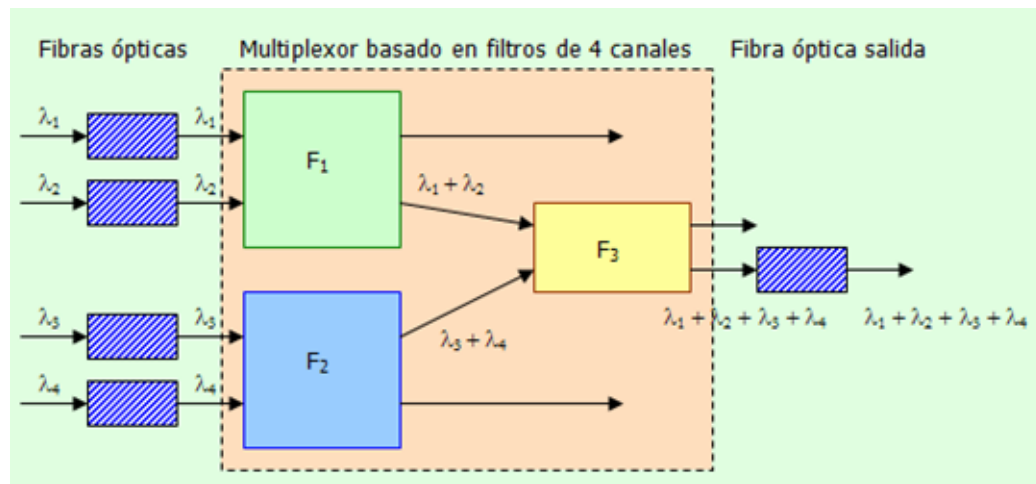 Fibras ópticas
Multiplexor basado en filtros de 4 canales
Fibra óptica salida
λ₁
λ₁
λ₂
λ₂
F₁
λ₁ + λ₂
F₃
λ₃
λ₃
λ₄
λ₄
F₂
λ₃ + λ₄
λ₁ + λ₂ + λ₃ + λ₄
λ₁ + λ₂ + λ₃ + λ₄